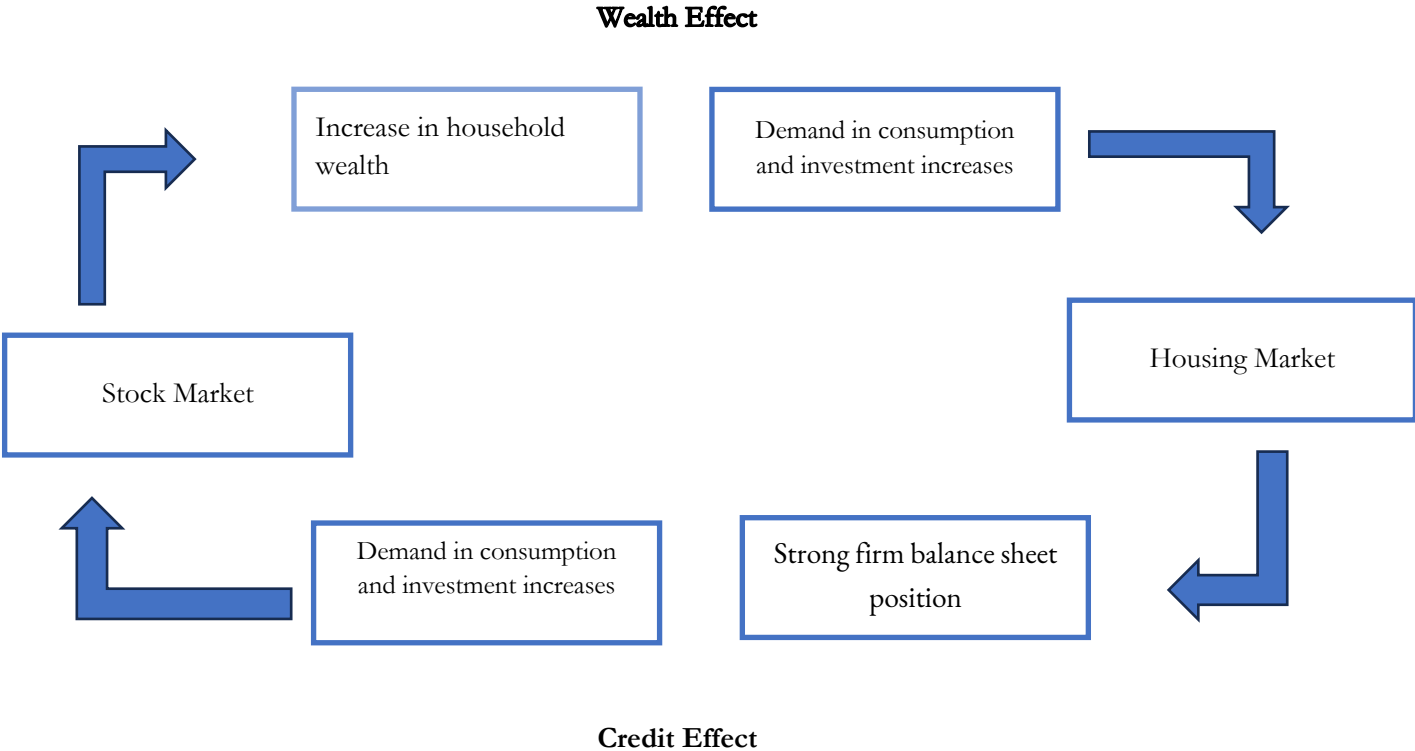 Wealth Effect
Increase in household
wealth
Demand in consumption
and investment increases
Stock Market
Housing Market
Demand in consumption
and investment increases
Strong firm balance sheet
position
Credit Effect